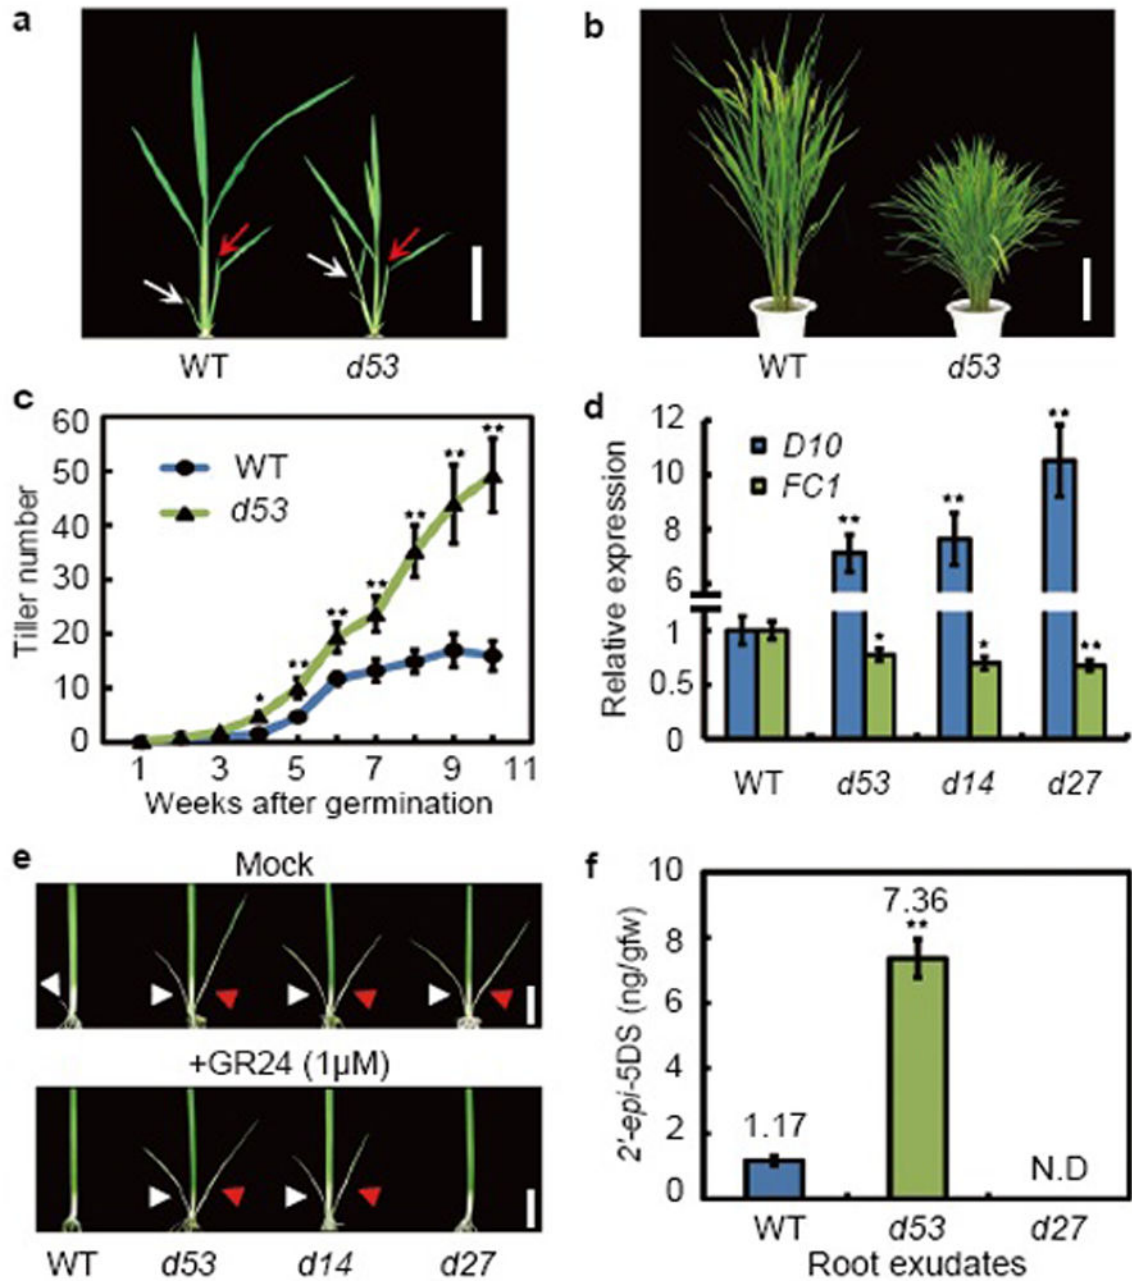 a
WT d53
b
WT d53
c
60
50
40
30
20
10
0
Tiller number
WT
d53
*
**
**
**
**
**
**
1 3 5 7 9 11
Weeks after germination
d
12
10
8
6
1
0.5
0
Relative expression
D10
FC1
**
*
**
*
**
**
WT d53 d14 d27
e
Mock
+GR24 (1µM)
WT d53 d14 d27
f
10
8
6
4
2
0
2'-epi-5DS (ng/gfw)
1.17
7.36
**
N.D
WT d53 d27
Root exudates